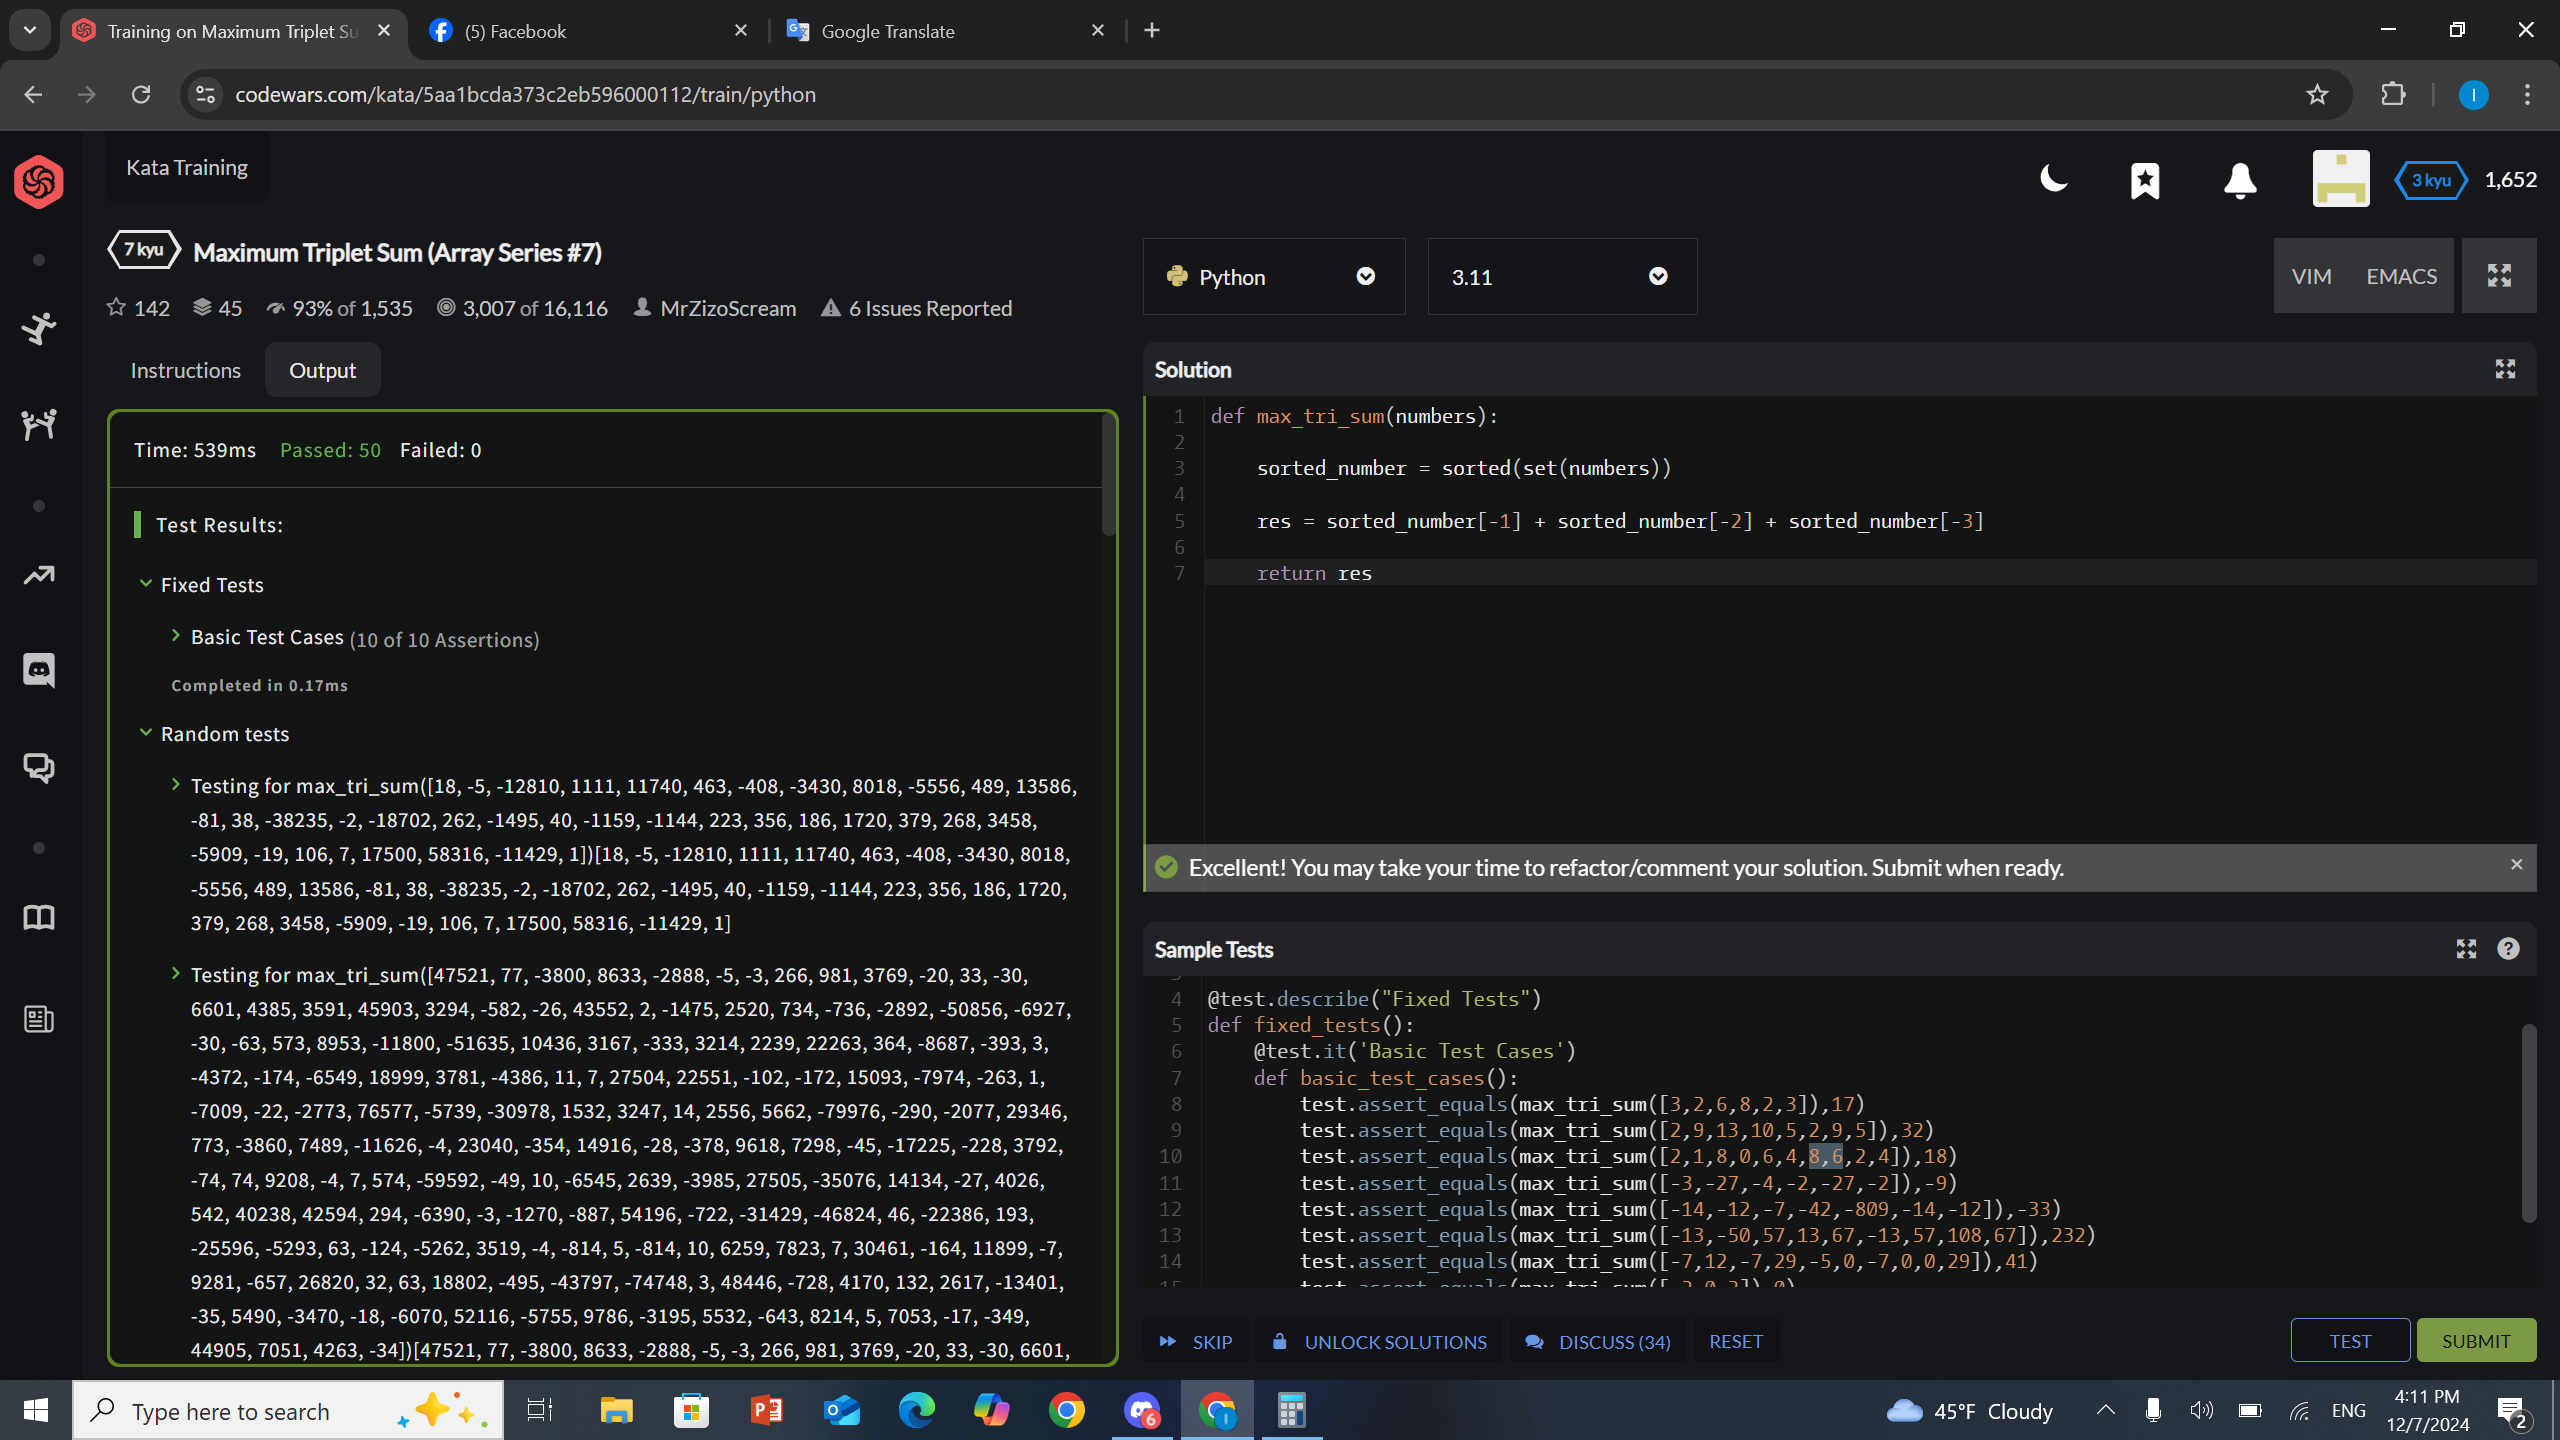 Training on Maximum Triplet Su
(5) Facebook
Google Translate
codewars.com/kata/5aa1bcda373c2eb596000112/train/python
I
Kata Training
3 kyu
1,652
7 kyu
Maximum Triplet Sum (Array Series #7)
142
45
93% of 1,535
3,007 of 16,116
MrZizoScream
6 Issues Reported
Python
3.11
VIM
EMACS
Instructions
Output
Time: 539ms
Passed: 50
Failed: 0
Test Results:
Fixed Tests
Basic Test Cases (10 of 10 Assertions)
Completed in 0.17ms
Random tests
Testing for max_tri_sum([18, -5, -12810, 1111, 11740, 463, -408, -3430, 8018, -5556, 489, 13586,
-81, 38, -38235, -2, -18702, 262, -1495, 40, -1159, -1144, 223, 356, 186, 1720, 379, 268, 3458,
-5909, -19, 106, 7, 17500, 58316, -11429, 1])[18, -5, -12810, 1111, 11740, 463, -408, -3430, 8018,
-5556, 489, 13586, -81, 38, -38235, -2, -18702, 262, -1495, 40, -1159, -1144, 223, 356, 186, 1720,
379, 268, 3458, -5909, -19, 106, 7, 17500, 58316, -11429, 1]
Testing for max_tri_sum([47521, 77, -3800, 8633, -2888, -5, -3, 266, 981, 3769, -20, 33, -30,
6601, 4385, 3591, 45903, 3294, -582, -26, 43552, 2, -1475, 2520, 734, -736, -2892, -50856, -6927,
-30, -63, 573, 8953, -11800, -51635, 10436, 3167, -333, 3214, 2239, 22263, 364, -8687, -393, 3,
-4372, -174, -6549, 18999, 3781, -4386, 11, 7, 27504, 22551, -102, -172, 15093, -7974, -263, 1,
-7009, -22, -2773, 76577, -5739, -30978, 1532, 3247, 14, 2556, 5662, -79976, -290, -2077, 29346,
773, -3860, 7489, -11626, -4, 23040, -354, 14916, -28, -378, 9618, 7298, -45, -17225, -228, 3792,
-74, 74, 9208, -4, 7, 574, -59592, -49, 10, -6545, 2639, -3985, 27505, -35076, 14134, -27, 4026,
542, 40238, 42594, 294, -6390, -3, -1270, -887, 54196, -722, -31429, -46824, 46, -22386, 193,
-25596, -5293, 63, -124, -5262, 3519, -4, -814, 5, -814, 10, 6259, 7823, 7, 30461, -164, 11899, -7,
9281, -657, 26820, 32, 63, 18802, -495, -43797, -74748, 3, 48446, -728, 4170, 132, 2617, -13401,
-35, 5490, -3470, -18, -6070, 52116, -5755, 9786, -3195, 5532, -643, 8214, 5, 7053, -17, -349,
44905, 7051, 4263, -34])[47521, 77, -3800, 8633, -2888, -5, -3, 266, 981, 3769, -20, 33, -30, 6601,
Solution
1 def max_tri_sum(numbers):
2
3 sorted_number = sorted(set(numbers))
4
5 res = sorted_number[-1] + sorted_number[-2] + sorted_number[-3]
6
7 return res
Excellent! You may take your time to refactor/comment your solution. Submit when ready.
Sample Tests
4 @test.describe("Fixed Tests")
5 def fixed_tests():
6 @test.it('Basic Test Cases')
7 def basic_test_cases():
8 test.assert_equals(max_tri_sum([3,2,6,8,2,3]),17)
9 test.assert_equals(max_tri_sum([2,9,13,10,5,2,9,5]),32)
10 test.assert_equals(max_tri_sum([2,1,8,0,6,4,8,6,2,4]),18)
11 test.assert_equals(max_tri_sum([-3,-27,-4,-2,-27,-2]),-9)
12 test.assert_equals(max_tri_sum([-14,-12,-7,-42,-809,-14,-12]),-33)
13 test.assert_equals(max_tri_sum([-13,-50,57,13,67,-13,57,108,67]),232)
14 test.assert_equals(max_tri_sum([-7,12,-7,29,-5,0,-7,0,0,29]),41)
SKIP
UNLOCK SOLUTIONS
DISCUSS (34)
RESET
TEST
SUBMIT
Type here to search
6
I
45°F Cloudy
ENG
4:11 PM
12/7/2024
2